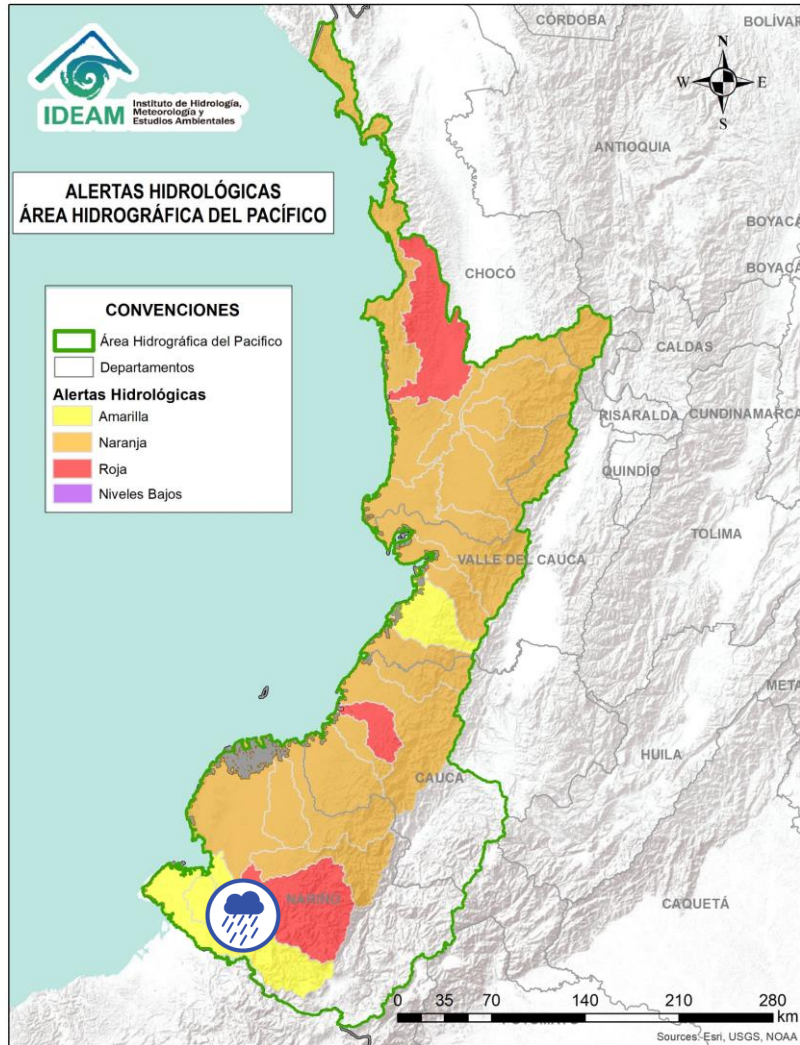 IDEAM
Instituto de Hidrología,
Meteorología y
Estudios Ambientales
ALERTAS HIDROLÓGICAS
ÁREA HIDROGRÁFICA DEL PACÍFICO
CONVENCIONES
Área Hidrográfica del Pacifico
Departamentos
Alertas Hidrológicas
Amarilla
Naranja
Roja
Niveles Bajos
N
W
E
S
CÓRDOBA
BOLÍVAR
ANTIOQUIA
BOYACÁ
BOYACÁ
CHOCÓ
CALDAS
RISARALDA
CUNDINAMARCA
QUINDÍO
TOLIMA
VALLE DEL CAUCA
META
HUILA
CAUCA
NARIÑO
CAQUETÁ
0 35 70 140 210 280
km
Sources: Esri, USGS, NOAA